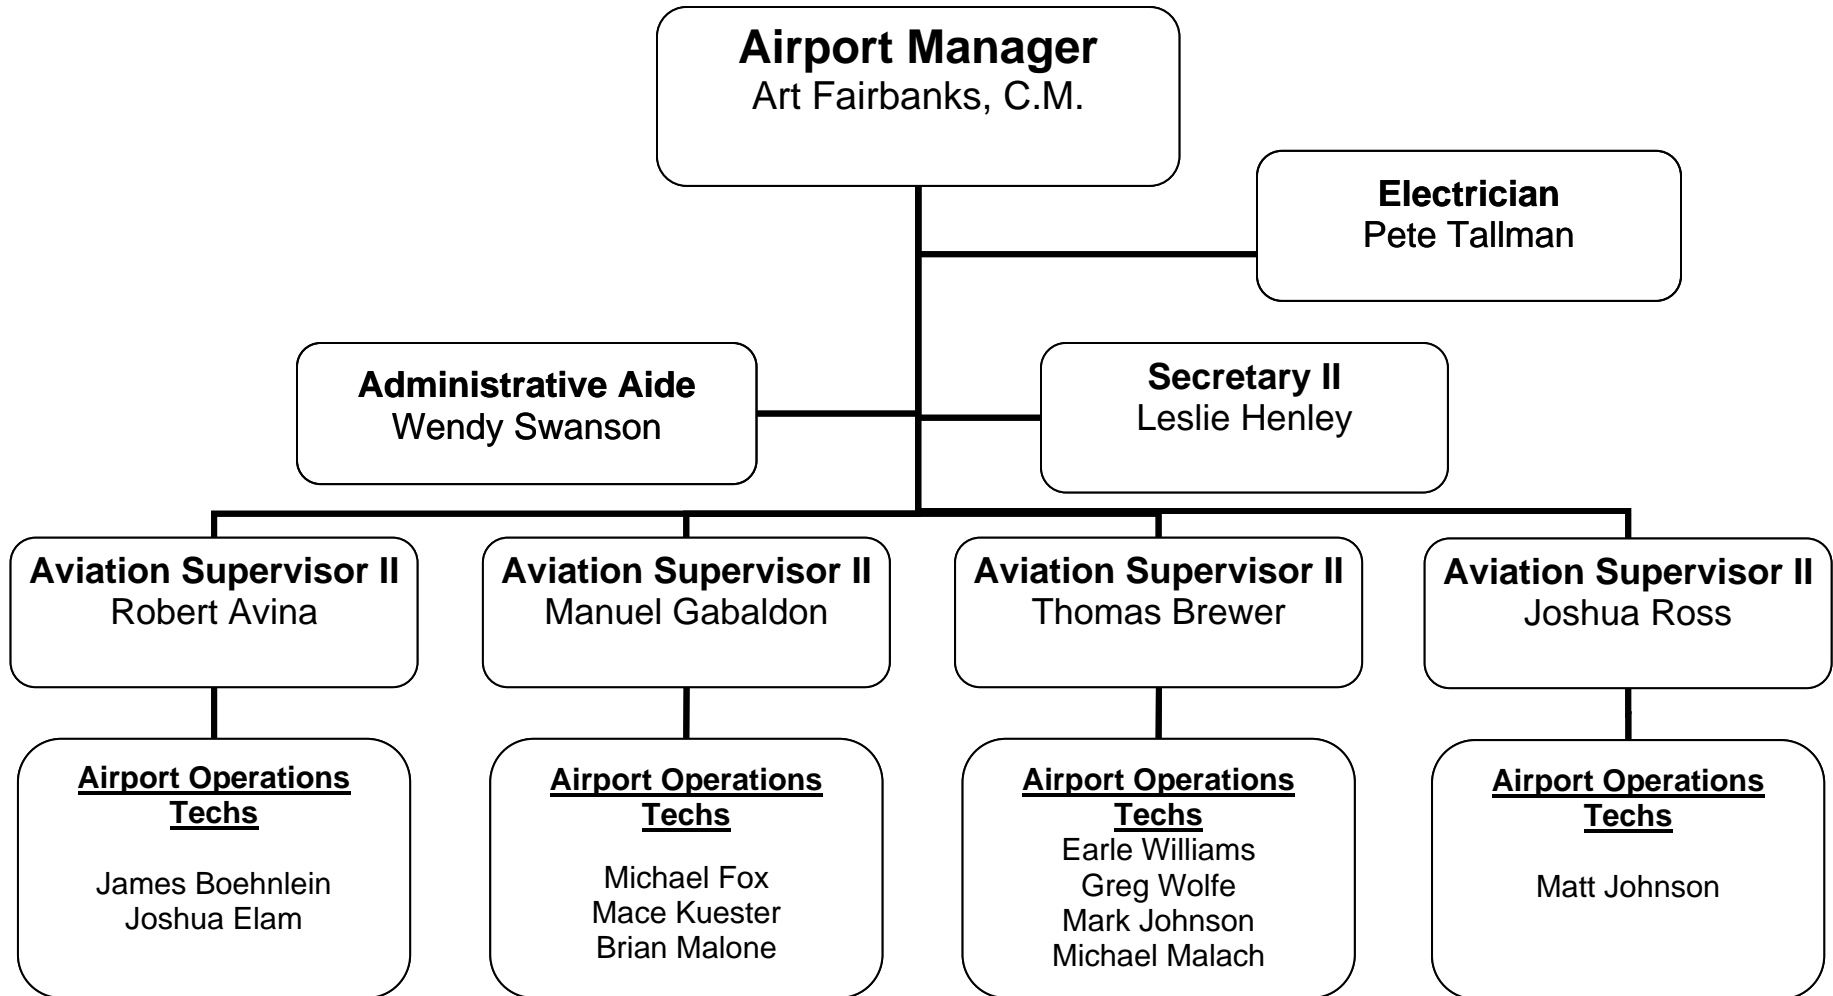 Airport Manager
Art Fairbanks, C.M.
Electrician
Pete Tallman
Administrative Aide
Wendy Swanson
Secretary II
Leslie Henley
Aviation Supervisor II
Robert Avina
Aviation Supervisor II
Manuel Gabaldon
Aviation Supervisor II
Thomas Brewer
Aviation Supervisor II
Joshua Ross
Airport Operations
Techs
James Boehnlein
Joshua Elam
Airport Operations
Techs
Michael Fox
Mace Kuester
Brian Malone
Airport Operations
Techs
Earle Williams
Greg Wolfe
Mark Johnson
Michael Malach
Airport Operations
Techs
Matt Johnson